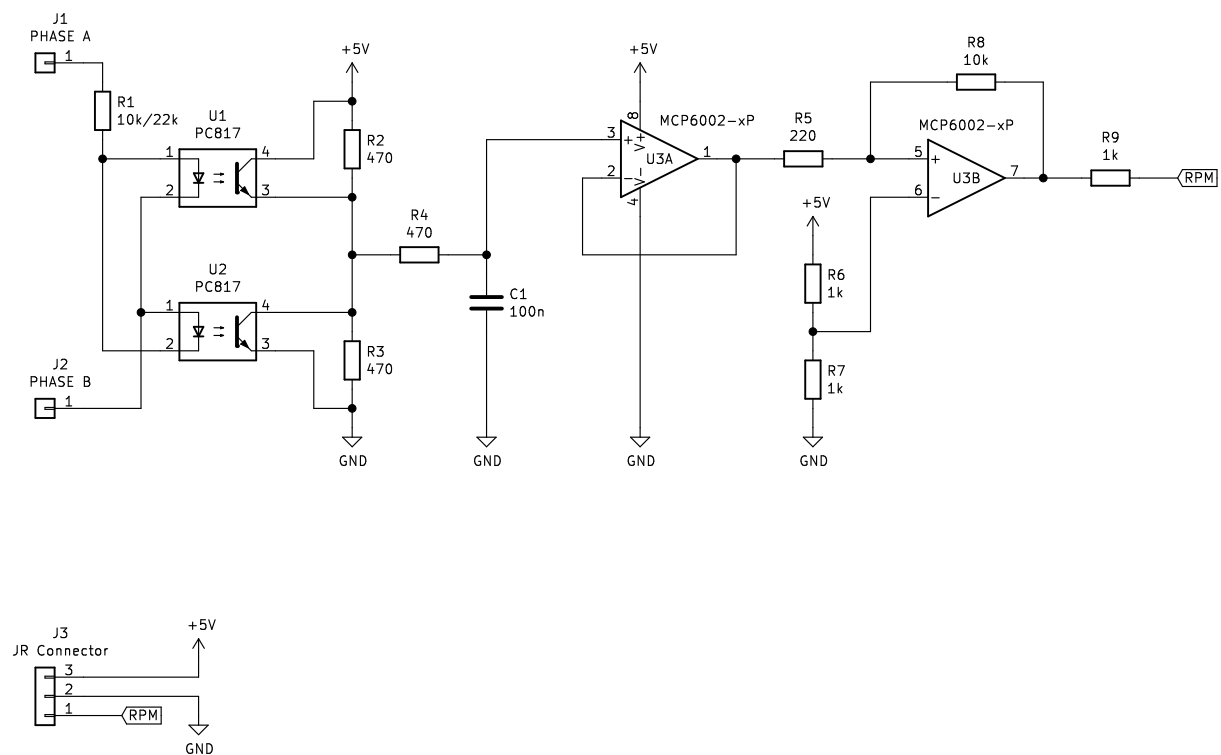 J1
PHASE A
1
R1
10k/22k
U1
PC817
1
2
4
3
+5V
R2
470
U2
PC817
1
2
4
3
R3
470
GND
J2
PHASE B
1
R4
470
C1
100n
GND
+5V
MCP6002-xP
8
V+
3
+
2
−
U3A
1
V-
4
GND
R5
220
R8
10k
MCP6002-xP
5
+
6
−
U3B
7
R9
1k
RPM
+5V
R6
1k
R7
1k
GND
J3
JR Connector
3
2
1
+5V
RPM
GND